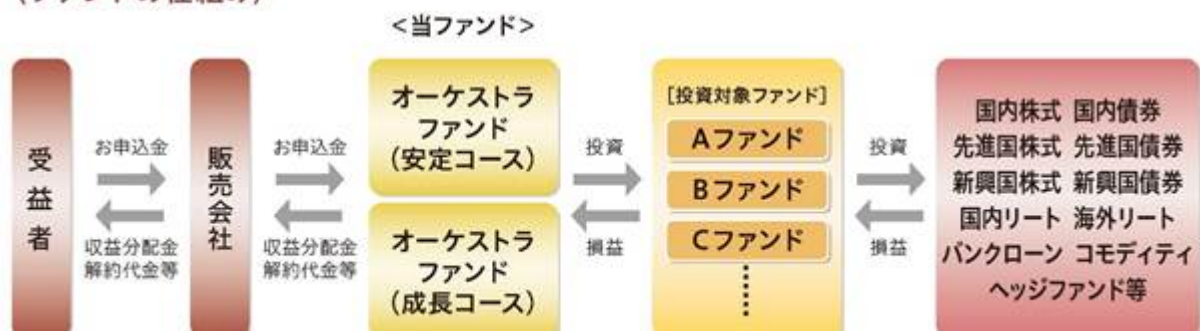 (ファンドの仕組み)
<当ファンド>
受益者
お申込金
収益分配金
解約代金等
販売会社
お申込金
収益分配金
解約代金等
オーケストラ
ファンド
(安定コース)
オーケストラ
ファンド
(成長コース)
投資
損益
[投資対象ファンド]
Aファンド
Bファンド
Cファンド
投資
損益
国内株式 国内債券
先進国株式 先進国債券
新興国株式 新興国債券
国内リート 海外リート
バンクローン コモディティ
ヘッジファンド等